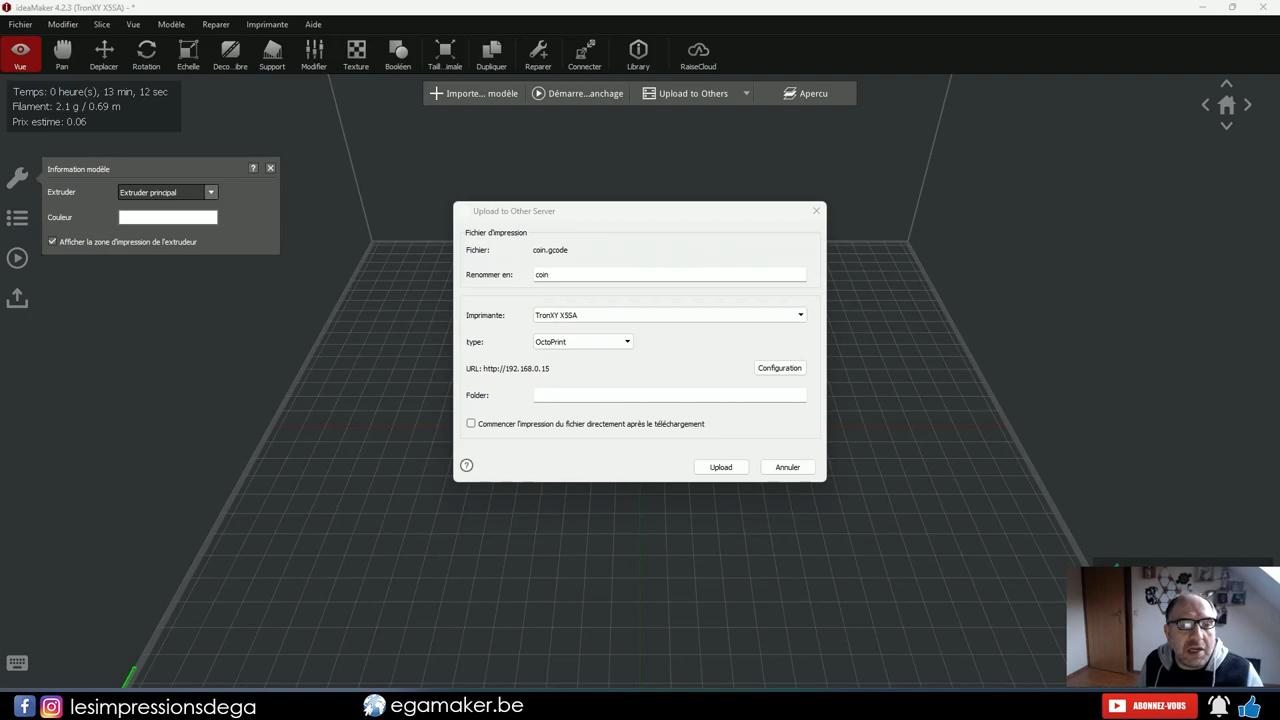 ideaMaker 4.2.3 (TronXY X5SA) - *
Fichier Modifier Slice Vue Modèle Reparer Imprimante Aide
Vue Pan Deplacer Rotation Echelle Deco...ibre Support Modifier Texture Booléen Taill...imale Dupliquer Reparer Connecter Library RaiseCloud
Temps: 0 heure(s), 13 min, 12 sec
Filament: 2.1 g / 0.69 m
Prix estime: 0.06
Importe... modèle Démarre...anchage Upload to Others Apercu
Information modèle ?
Extruder Extruder principal
Couleur
Afficher la zone d'impression de l'extrudeur
Upload to Other Server
Fichier d'impression
Fichier: coin.gcode
Renommer en: coin
Imprimante: TronXY X5SA
type: OctoPrint
URL: http://192.168.0.15 Configuration
Folder:
Commencer l'impression du fichier directement après le téléchargement
? Upload Annuler
lesimpressionsdega egamaker.be ABONNEZ-VOUS